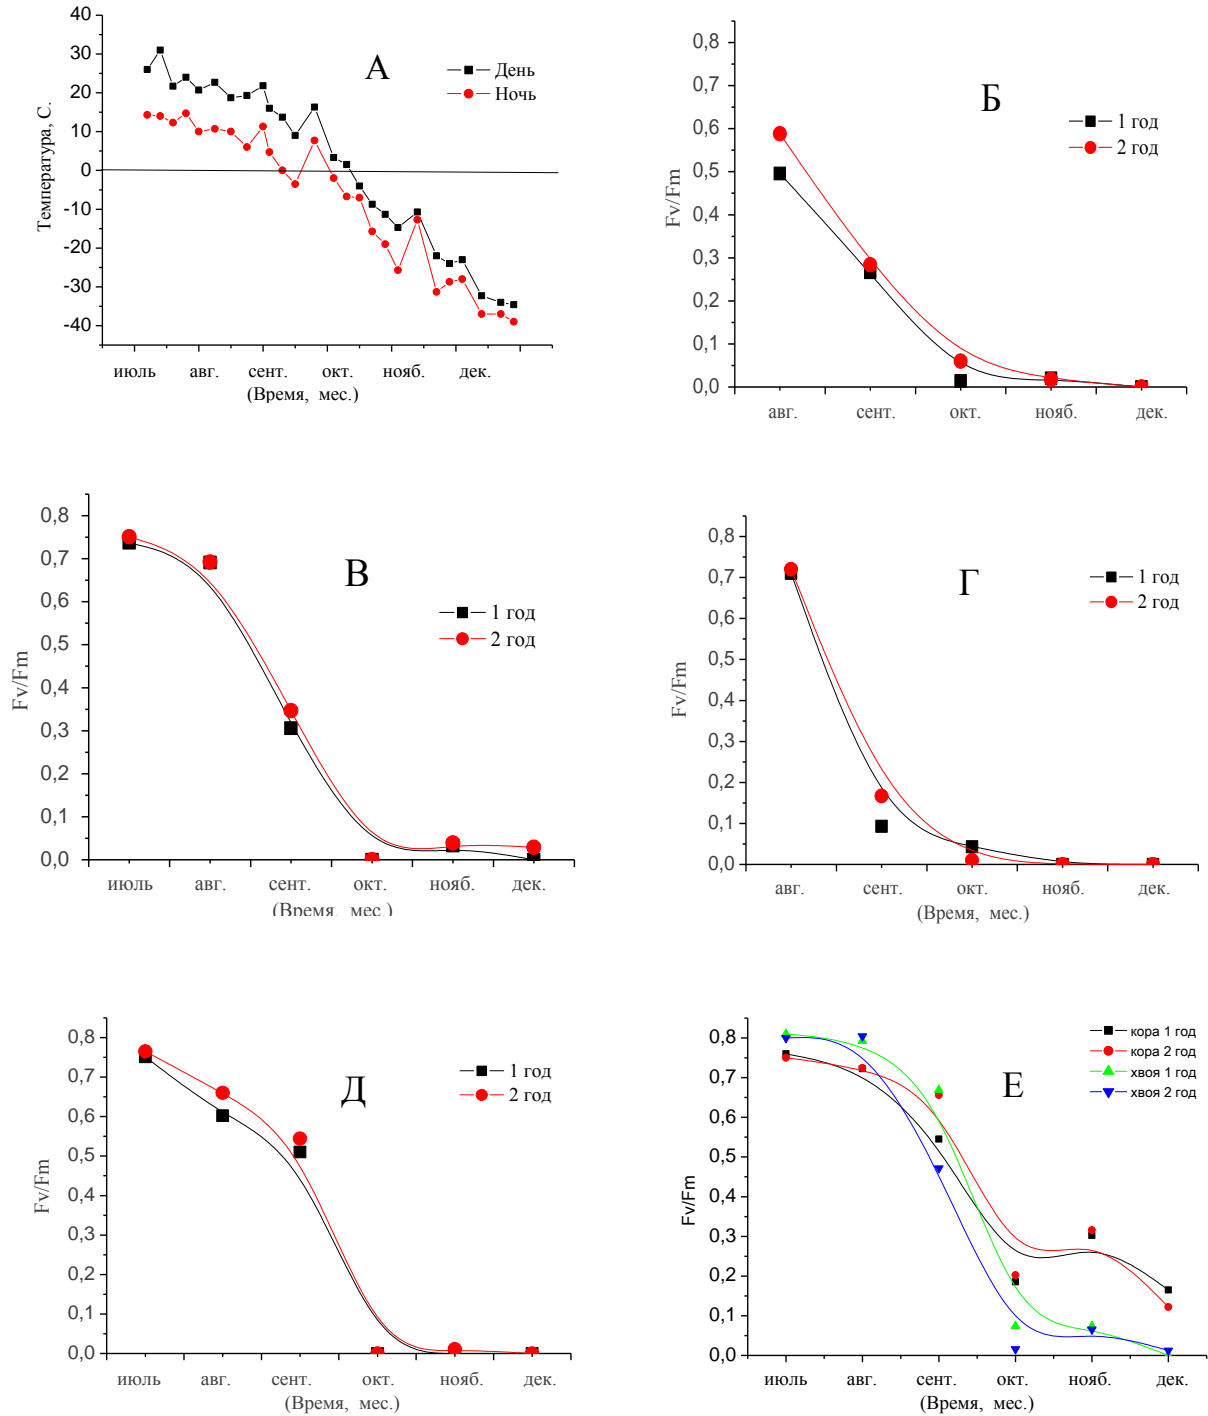 А
День
Ночь
Температура, С.
40
30
20
10
0
-10
-20
-30
-40
июль авг. сент. окт. нояб. дек.
(Время, мес.)
Б
1 год
2 год
Fv/Fm
0,8
0,7
0,6
0,5
0,4
0,3
0,2
0,1
0,0
авг. сент. окт. нояб. дек.
В
1 год
2 год
Fv/Fm
0,8
0,7
0,6
0,5
0,4
0,3
0,2
0,1
0,0
июль авг. сент. окт. нояб. дек.
(Время, мес.)
Г
1 год
2 год
Fv/Fm
0,8
0,7
0,6
0,5
0,4
0,3
0,2
0,1
0,0
авг. сент. окт. нояб. дек.
(Время, мес.)
Д
1 год
2 год
Fv/Fm
0,8
0,7
0,6
0,5
0,4
0,3
0,2
0,1
0,0
июль авг. сент. окт. нояб. дек.
(Время, мес.)
Е
кора 1 год
кора 2 год
хвоя 1 год
хвоя 2 год
Fv/Fm
0,8
0,7
0,6
0,5
0,4
0,3
0,2
0,1
0,0
июль авг. сент. окт. нояб. дек.
(Время, мес.)